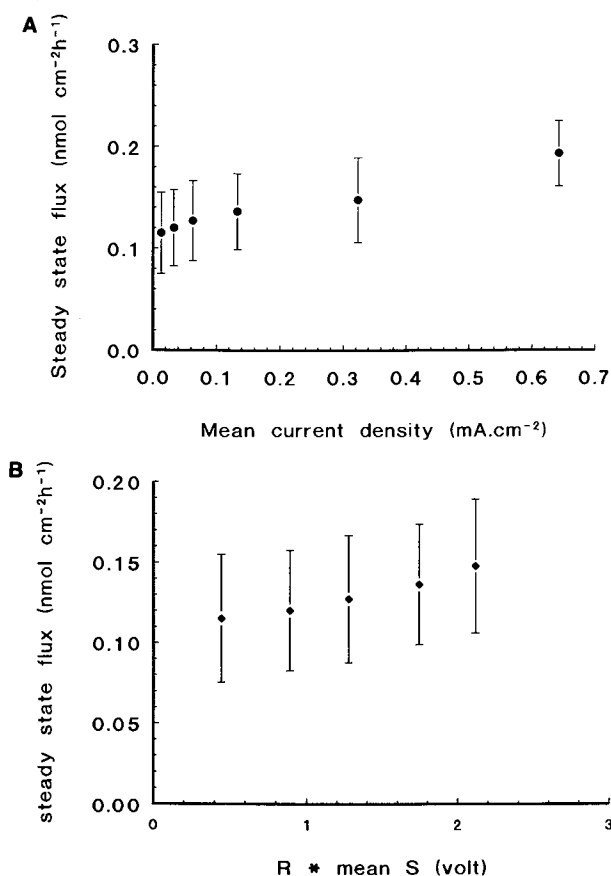 A
Steady state flux (nmol cm⁻²h⁻¹)
0.3
0.2
0.1
0.0
0.0 0.1 0.2 0.3 0.4 0.5 0.6 0.7
Mean current density (mA.cm⁻²)
B
steady state flux (nmol cm⁻²h⁻¹)
0.20
0.15
0.10
0.05
0.00
0 1 2 3
R * mean S (volt)